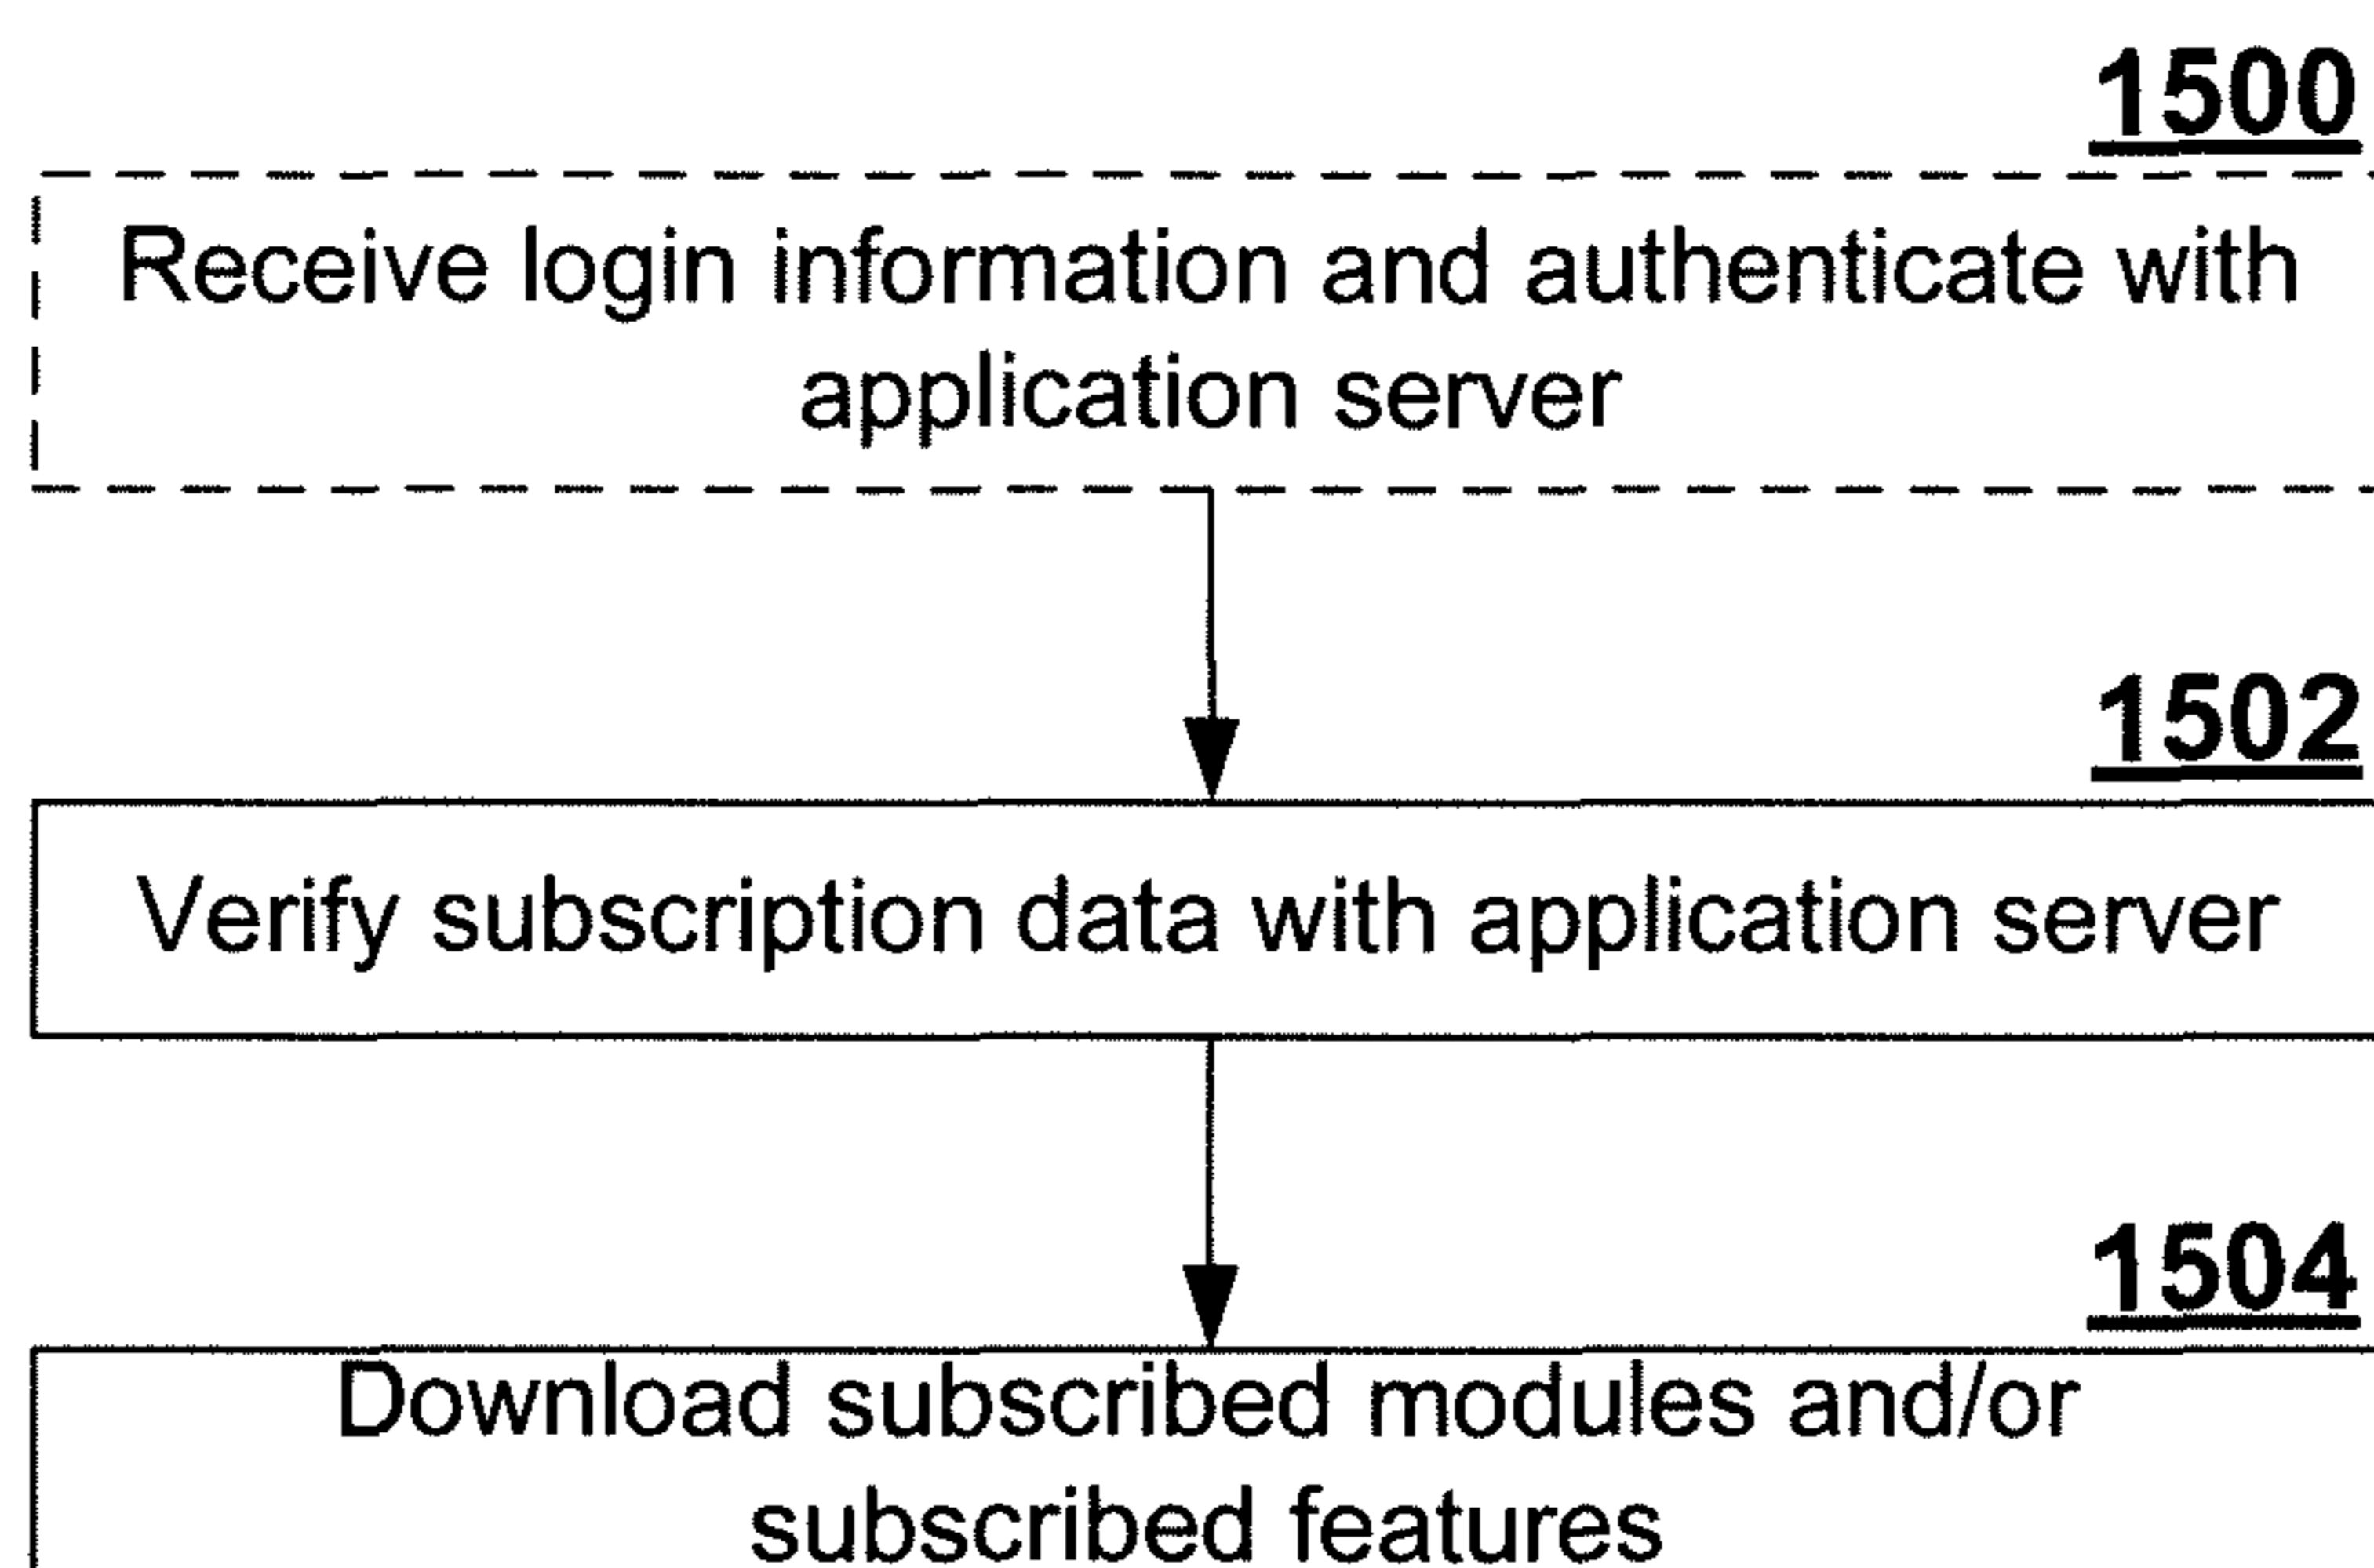 1500
Receive login information and authenticate with
application server
1502
Verify subscription data with application server
1504
Download subscribed modules and/or
subscribed features